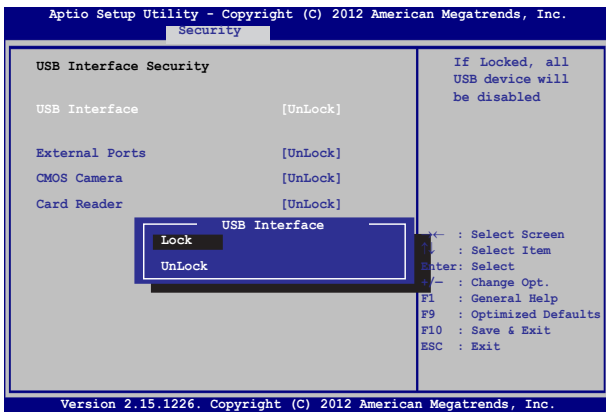 Aptio Setup Utility - Copyright (C) 2012 American Megatrends, Inc.
Security
USB Interface Security
USB Interface [UnLock]
External Ports [UnLock]
CMOS Camera [UnLock]
Card Reader [UnLock]
If Locked, all
USB device will
be disabled
USB Interface
Lock
UnLock
→← : Select Screen
↑↓ : Select Item
Enter: Select
+/— : Change Opt.
F1 : General Help
F9 : Optimized Defaults
F10 : Save & Exit
ESC : Exit
Version 2.15.1226. Copyright (C) 2012 American Megatrends, Inc.